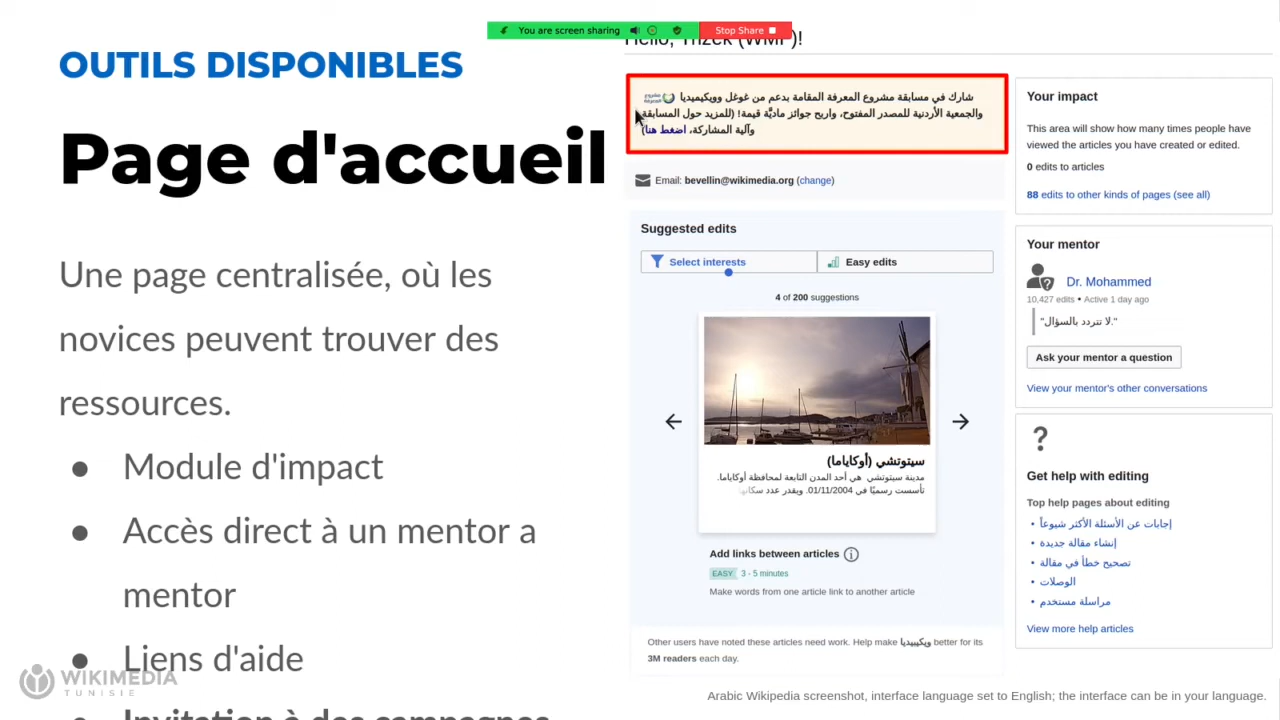 You are screen sharing
Stop Share
OUTILS DISPONIBLES
Page d'accueil
Une page centralisée, où les
novices peuvent trouver des
ressources.
● Module d'impact
● Accès direct à un mentor a
mentor
● Liens d'aide
● Invitation à des campagnes
WIKIMEDIA
TUNISIE
Hello, Trizek (WMF)!
شارك في مسابقة مشروع المعرفة المقامة بدعم من غوغل وويكيميديا
والجمعية الأردنية للمصدر المفتوح، واربح جوائز ماديَّة قيمة! (للمزيد حول المسابقة
وآلية المشاركة، اضغط هنا)
Email: bevellin@wikimedia.org (change)
Suggested edits
Select interests
Easy edits
4 of 200 suggestions
سيتوتشي (أوكاياما)
مدينة سيتوتشي هي أحد المدن التابعة لمحافظة أوكاياما.
تأسست رسميًا في 01/11/2004. ويقدر عدد سكانها
Add links between articles
EASY 3 - 5 minutes
Make words from one article link to another article
Other users have noted these articles need work. Help make ويكيبيديا better for its
3M readers each day.
Your impact
This area will show how many times people have
viewed the articles you have created or edited.
0 edits to articles
88 edits to other kinds of pages (see all)
Your mentor
Dr. Mohammed
10,427 edits • Active 1 day ago
"لا تتردد بالسؤال."
Ask your mentor a question
View your mentor's other conversations
?
Get help with editing
Top help pages about editing
• إجابات عن الأسئلة الأكثر شيوعاً
• إنشاء مقالة جديدة
• تصحيح خطأ في مقالة
• الوصلات
• مراسلة مستخدم
View more help articles
Arabic Wikipedia screenshot, interface language set to English; the interface can be in your language.